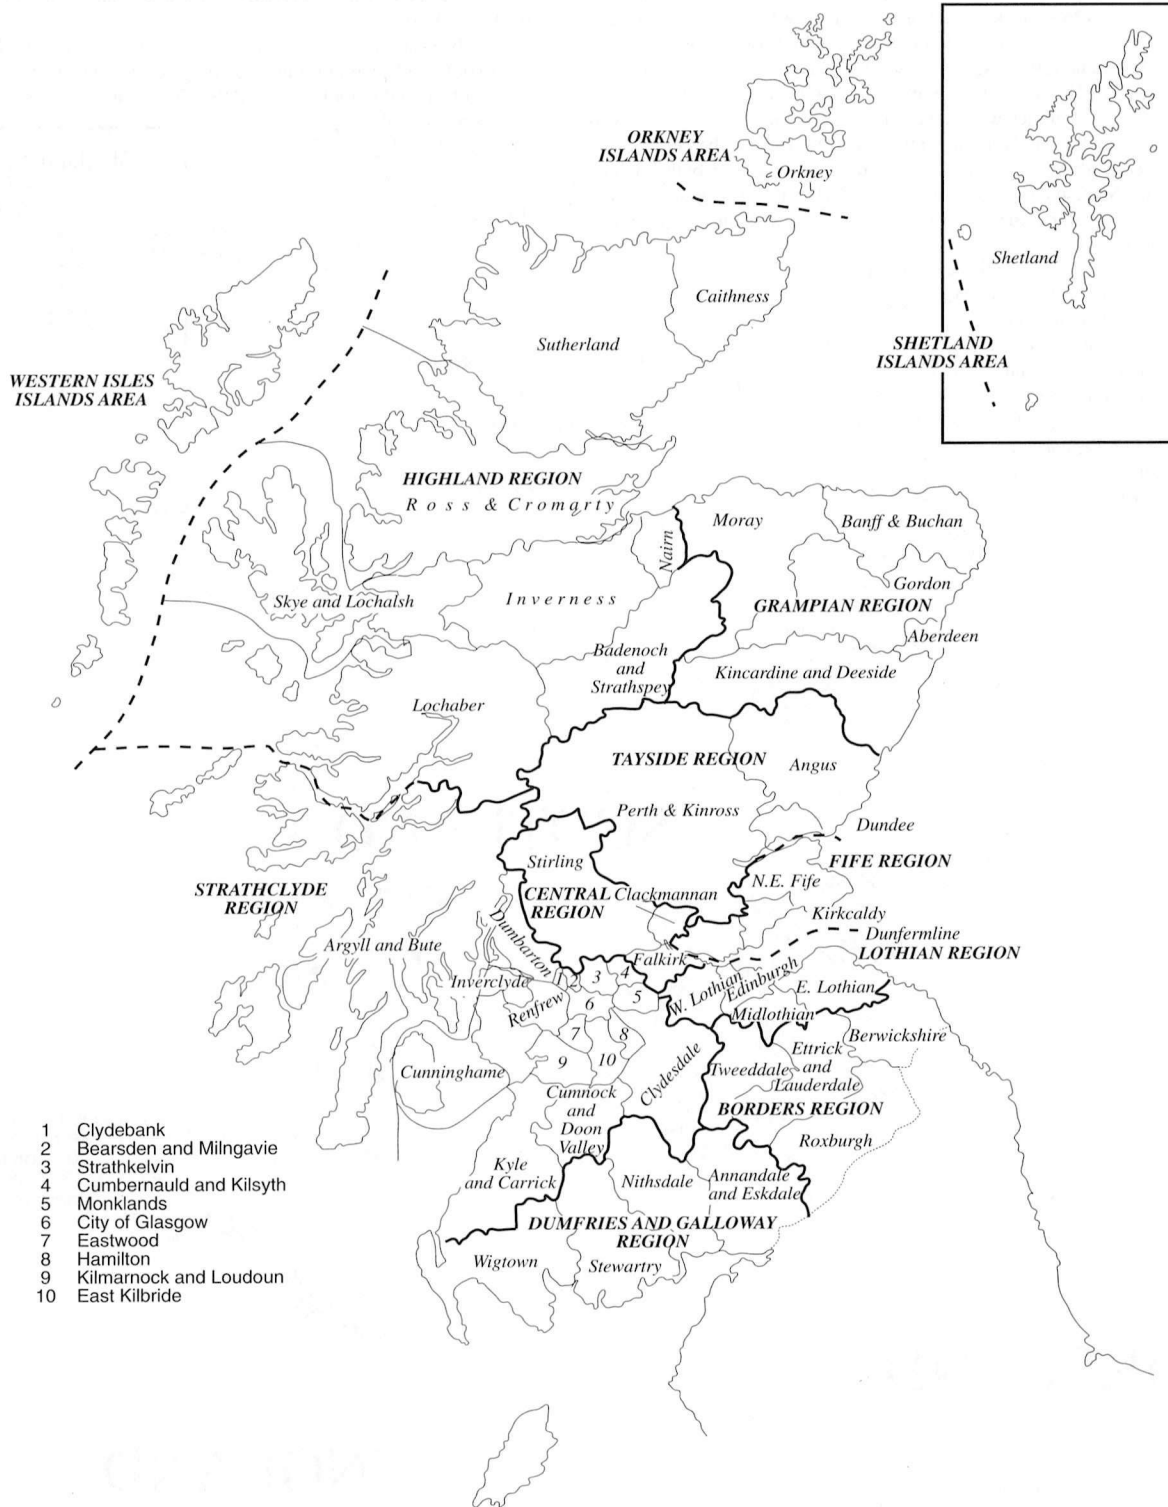 ORKNEY
ISLANDS AREA
Orkney
Shetland
SHETLAND
ISLANDS AREA
Caithness
Sutherland
WESTERN ISLES
ISLANDS AREA
HIGHLAND REGION
Ross & Cromarty
Nairn
Moray
Banff & Buchan
Gordon
GRAMPIAN REGION
Skye and Lochalsh
Inverness
Aberdeen
Badenoch
and
Strathspey
Kincardine and Deeside
Lochaber
TAYSIDE REGION
Angus
Perth & Kinross
Dundee
Stirling
FIFE REGION
N.E. Fife
STRATHCLYDE
REGION
CENTRAL
REGION
Clackmannan
Kirkcaldy
Dunfermline
LOTHIAN REGION
Argyll and Bute
Dumbarton
Falkirk
Inverclyde
Renfrew
1
2
3
4
5
6
7
8
9
10
W. Lothian
Edinburgh
E. Lothian
Midlothian
Berwickshire
Cunninghame
Clydesdale
Tweeddale
Ettrick
and
Lauderdale
BORDERS REGION
Roxburgh
Cumnock
and
Doon
Valley
Kyle
and Carrick
Nithsdale
Annandale
and Eskdale
DUMFRIES AND GALLOWAY
REGION
Wigtown
Stewartry
1 Clydebank
2 Bearsden and Milngavie
3 Strathkelvin
4 Cumbernauld and Kilsyth
5 Monklands
6 City of Glasgow
7 Eastwood
8 Hamilton
9 Kilmarnock and Loudoun
10 East Kilbride